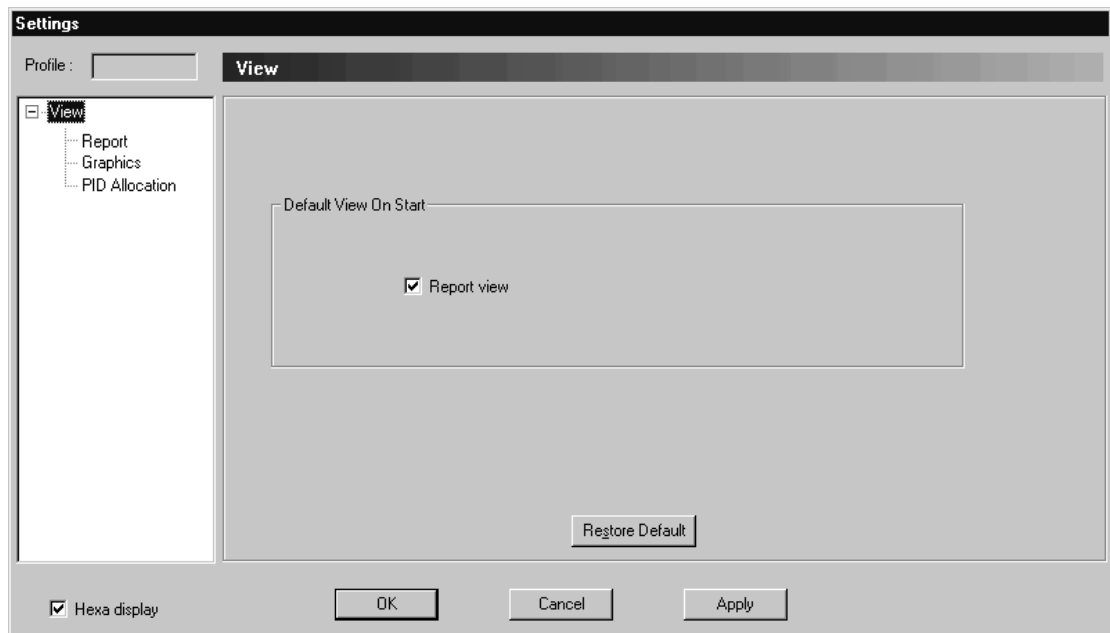 Settings
Profile :
View
View
Report
Graphics
PID Allocation
Default View On Start
Report view
Restore Default
Hexa display
OK
Cancel
Apply